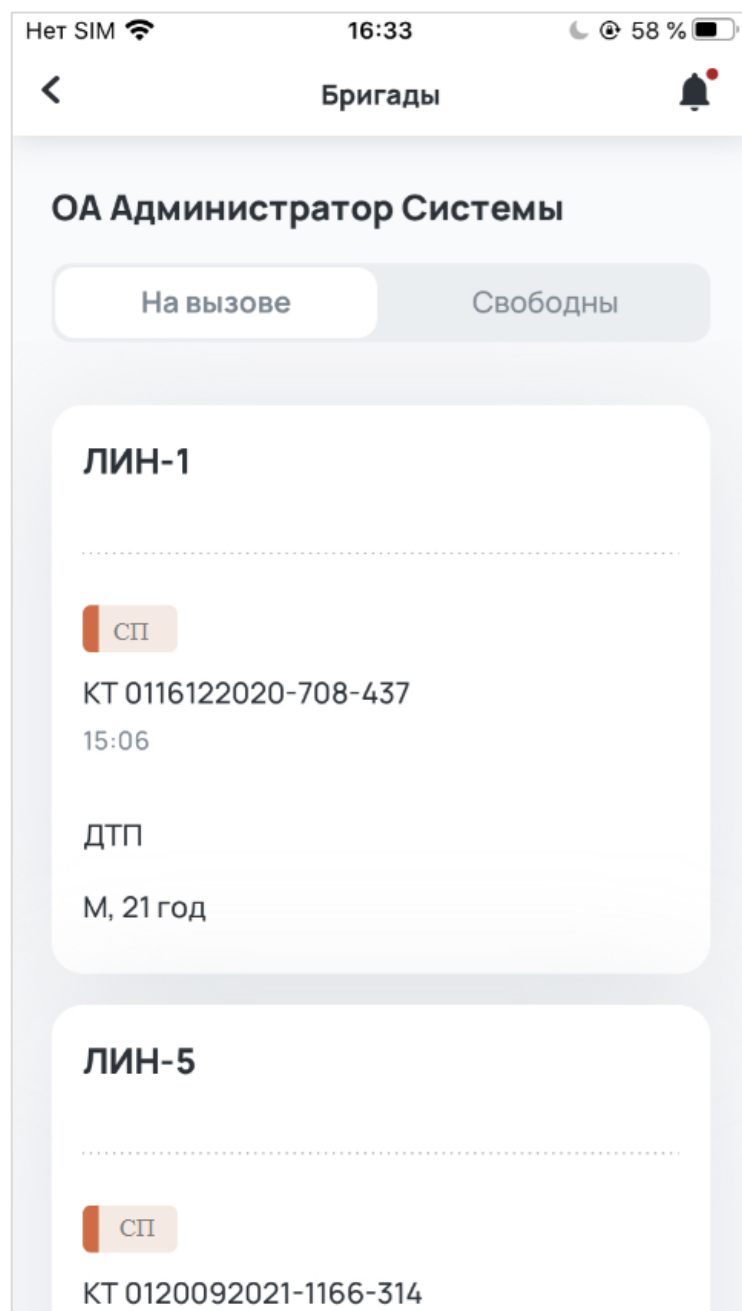 Нет SIM 16:33 58 %
Бригады
ОА Администратор Системы
На вызове Свободны
ЛИН-1
СП
КТ 0116122020-708-437
15:06
ДТП
М, 21 год
ЛИН-5
СП
КТ 0120092021-1166-314